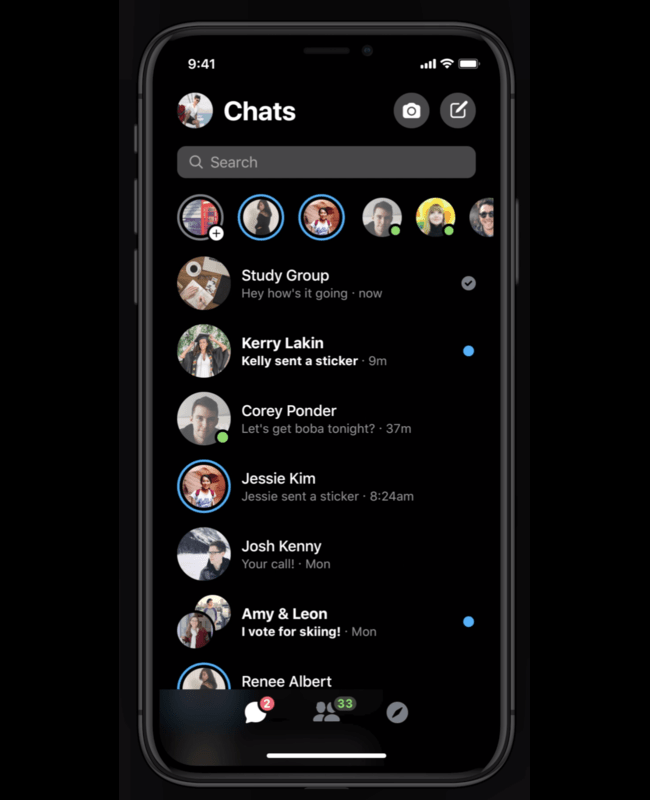 9:41
Chats
Search
Study Group
Hey how's it going · now
Kerry Lakin
Kelly sent a sticker · 9m
Corey Ponder
Let's get boba tonight? · 37m
Jessie Kim
Jessie sent a sticker · 8:24am
Josh Kenny
Your call! · Mon
Amy & Leon
I vote for skiing! · Mon
Renee Albert
2
33